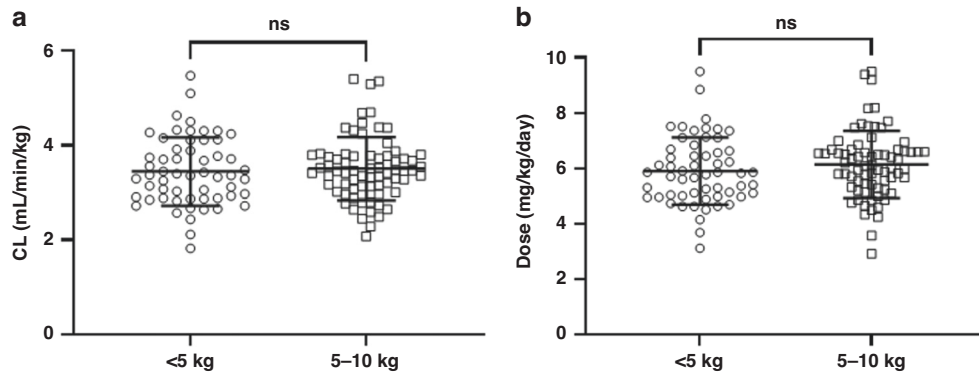 a
ns
6
4
2
0
CL (mL/min/kg)
<5 kg
5–10 kg
b
ns
10
8
6
4
2
0
Dose (mg/kg/day)
<5 kg
5–10 kg